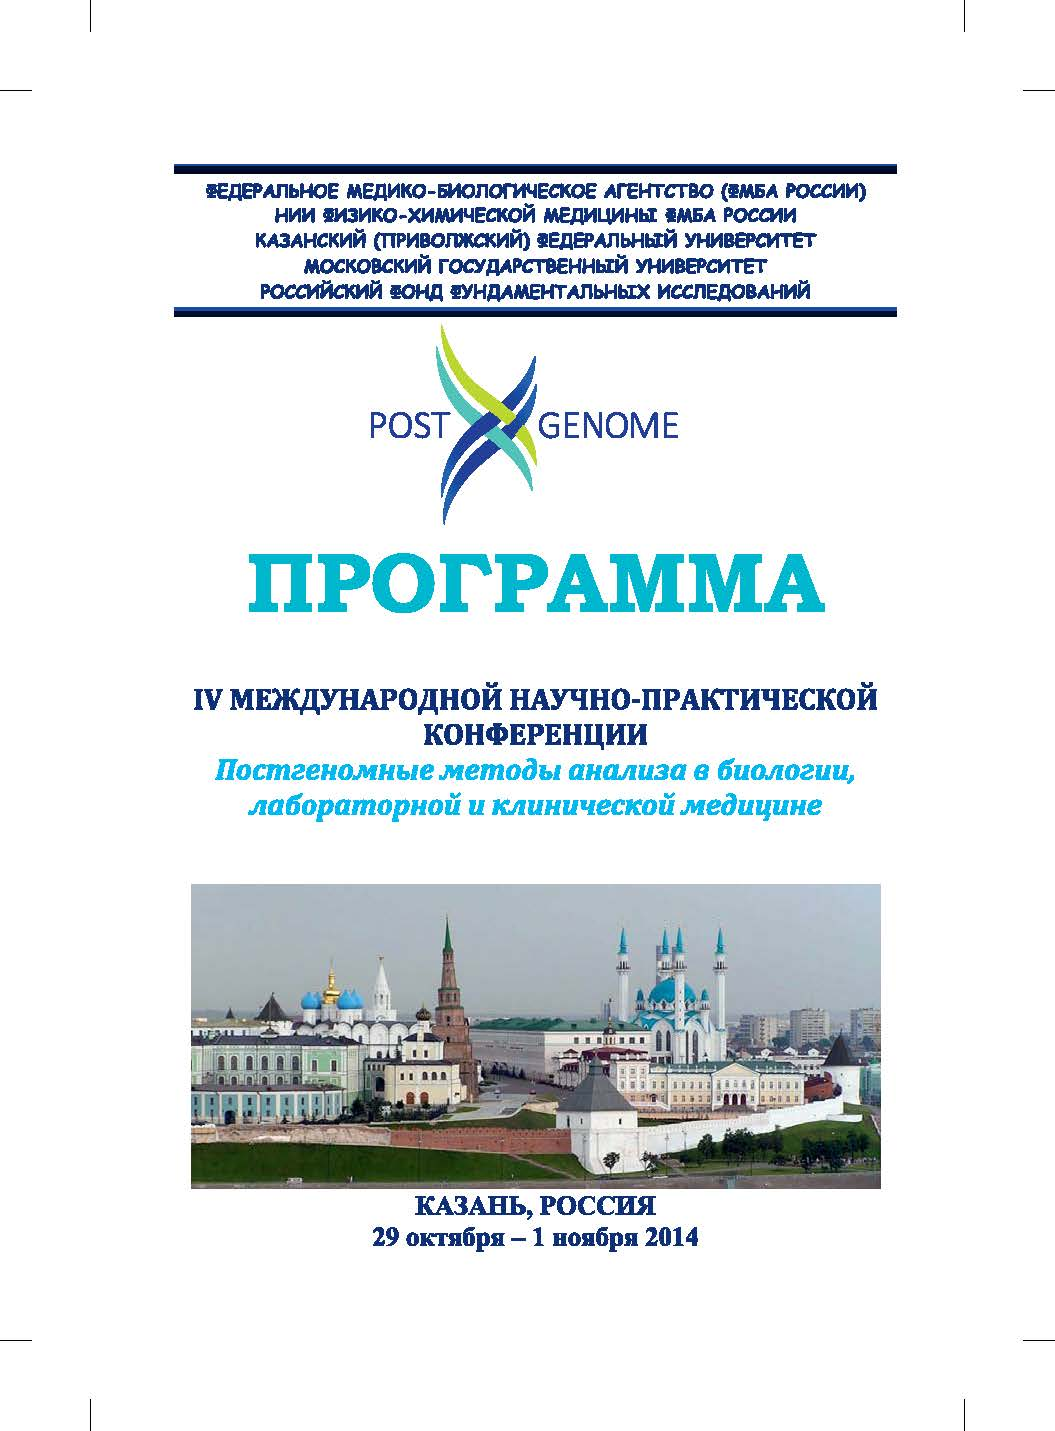 ФЕДЕРАЛЬНОЕ МЕДИКО-БИОЛОГИЧЕСКОЕ АГЕНТСТВО (ФМБА РОССИИ)
НИИ ФИЗИКО-ХИМИЧЕСКОЙ МЕДИЦИНЫ ФМБА РОССИИ
КАЗАНСКИЙ (ПРИВОЛЖСКИЙ) ФЕДЕРАЛЬНЫЙ УНИВЕРСИТЕТ
МОСКОВСКИЙ ГОСУДАРСТВЕННЫЙ УНИВЕРСИТЕТ
РОССИЙСКИЙ ФОНД ФУНДАМЕНТАЛЬНЫХ ИССЛЕДОВАНИЙ
POST GENOME
ПРОГРАММА
IV МЕЖДУНАРОДНОЙ НАУЧНО-ПРАКТИЧЕСКОЙ
КОНФЕРЕНЦИИ
Постгеномные методы анализа в биологии,
лабораторной и клинической медицине
КАЗАНЬ, РОССИЯ
29 октября – 1 ноября 2014